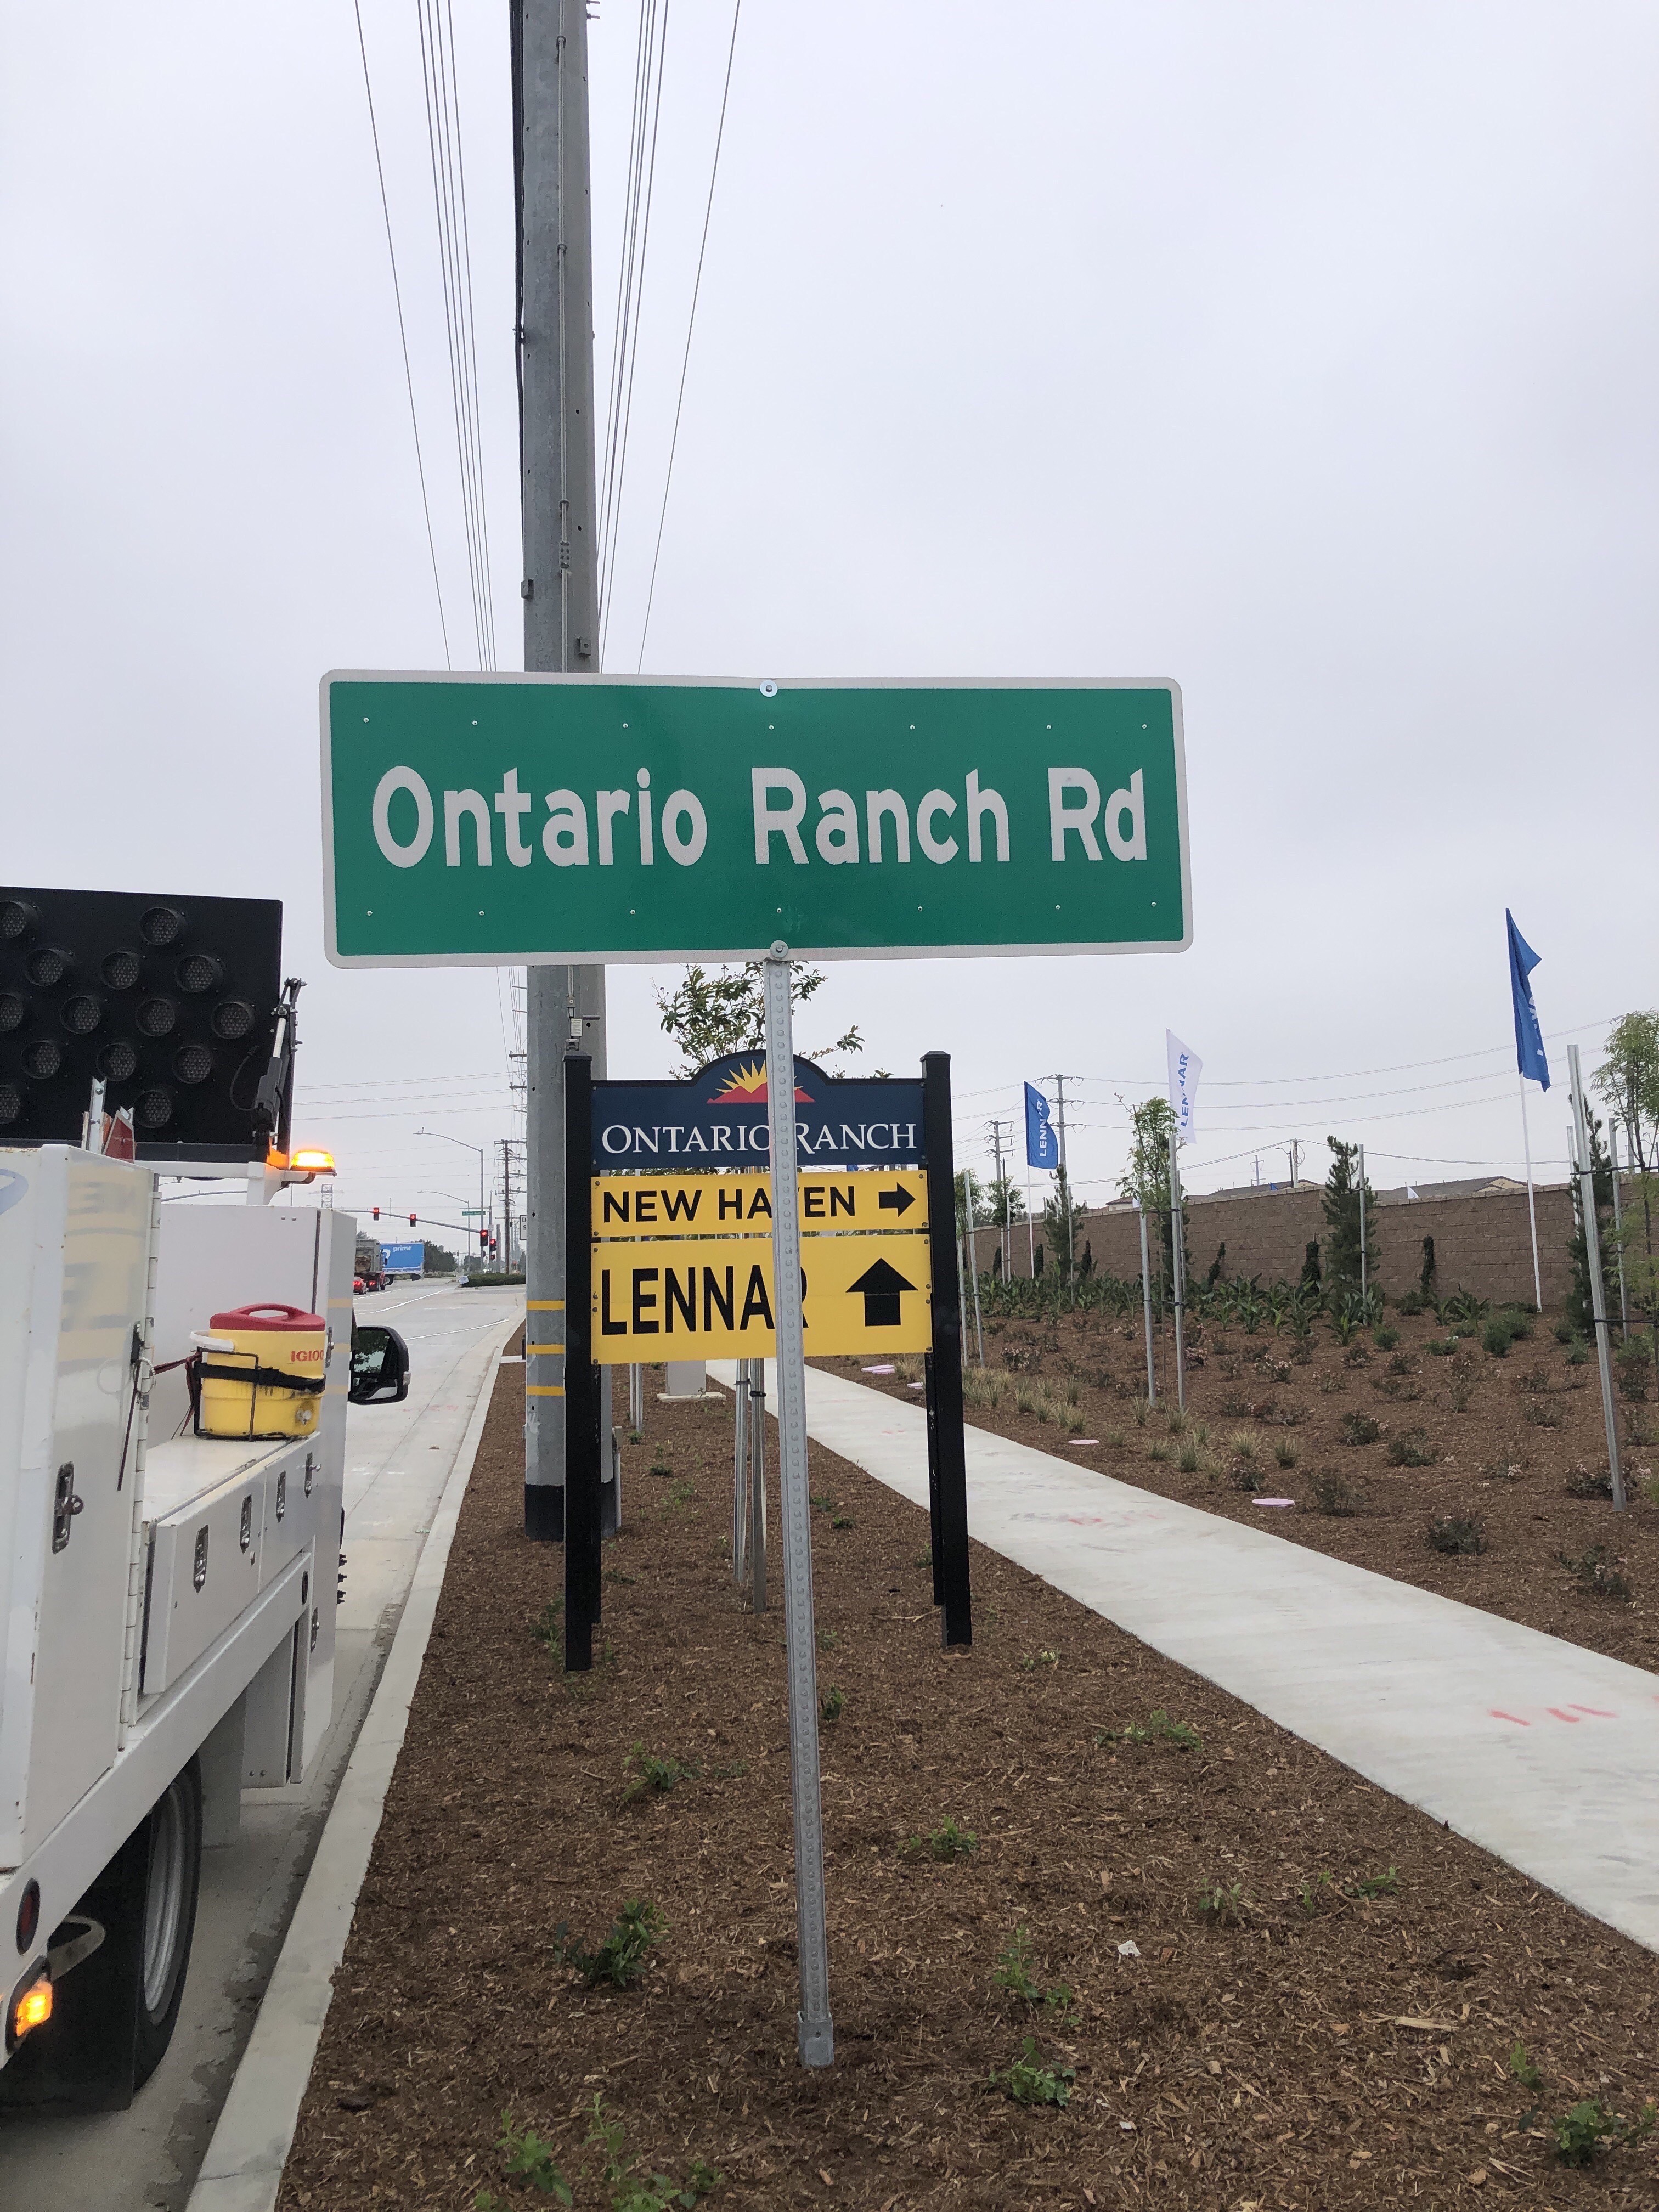 Ontario Ranch Rd
ONTARIO RANCH
NEW HAVEN
LENNAR
LENNAR
LENNAR
prime
IGLOO